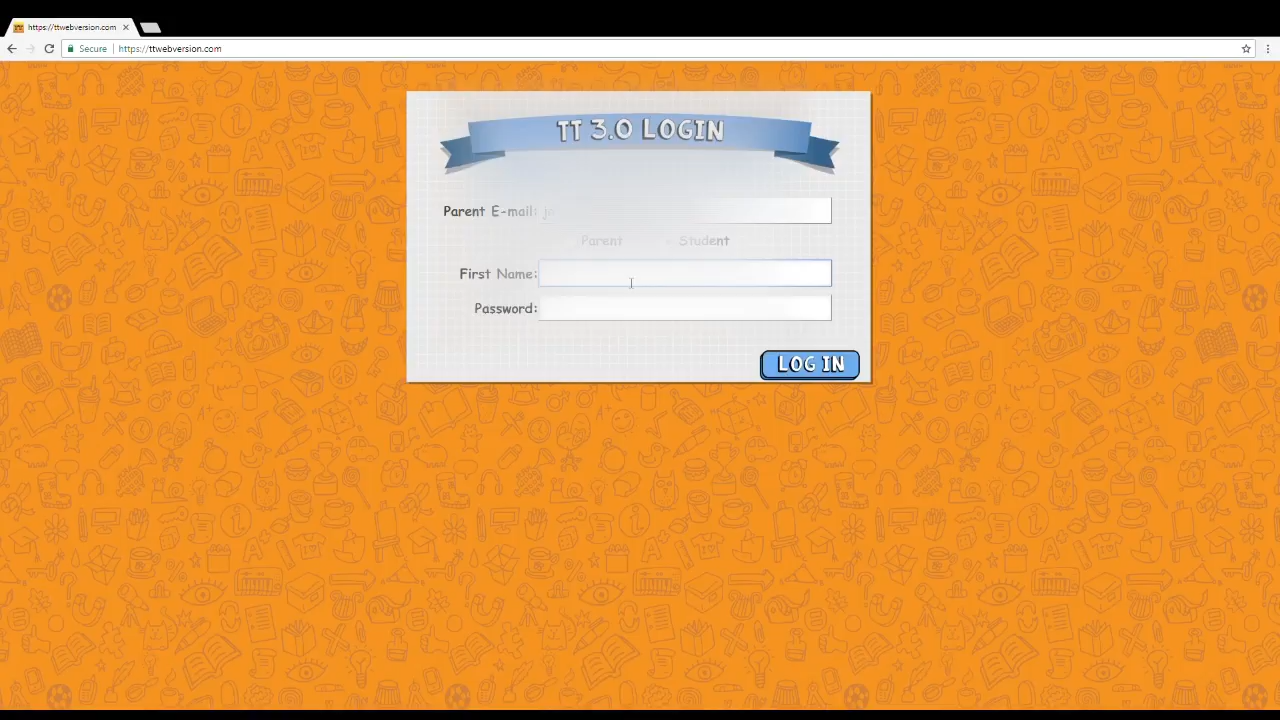 https://ttwebversion.com
Secure
https://ttwebversion.com
TT 3.0 LOGIN
Parent E-mail: jo
Parent Student
First Name:
Password:
LOG IN